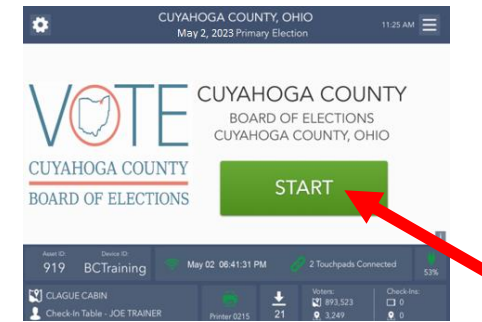 CUYAHOGA COUNTY, OHIO
May 2, 2023 Primary Election
11:25 AM
VOTE
CUYAHOGA COUNTY
BOARD OF ELECTIONS
CUYAHOGA COUNTY
BOARD OF ELECTIONS
CUYAHOGA COUNTY, OHIO
START
Asset ID:
919
Device ID:
BCTraining
May 02 06:41:31 PM
2 Touchpads Connected
53%
CLAGUE CABIN
Check-In Table - JOE TRAINER
Printer 0215
21
Voters:
893,523
3,249
Check-Ins:
0
0